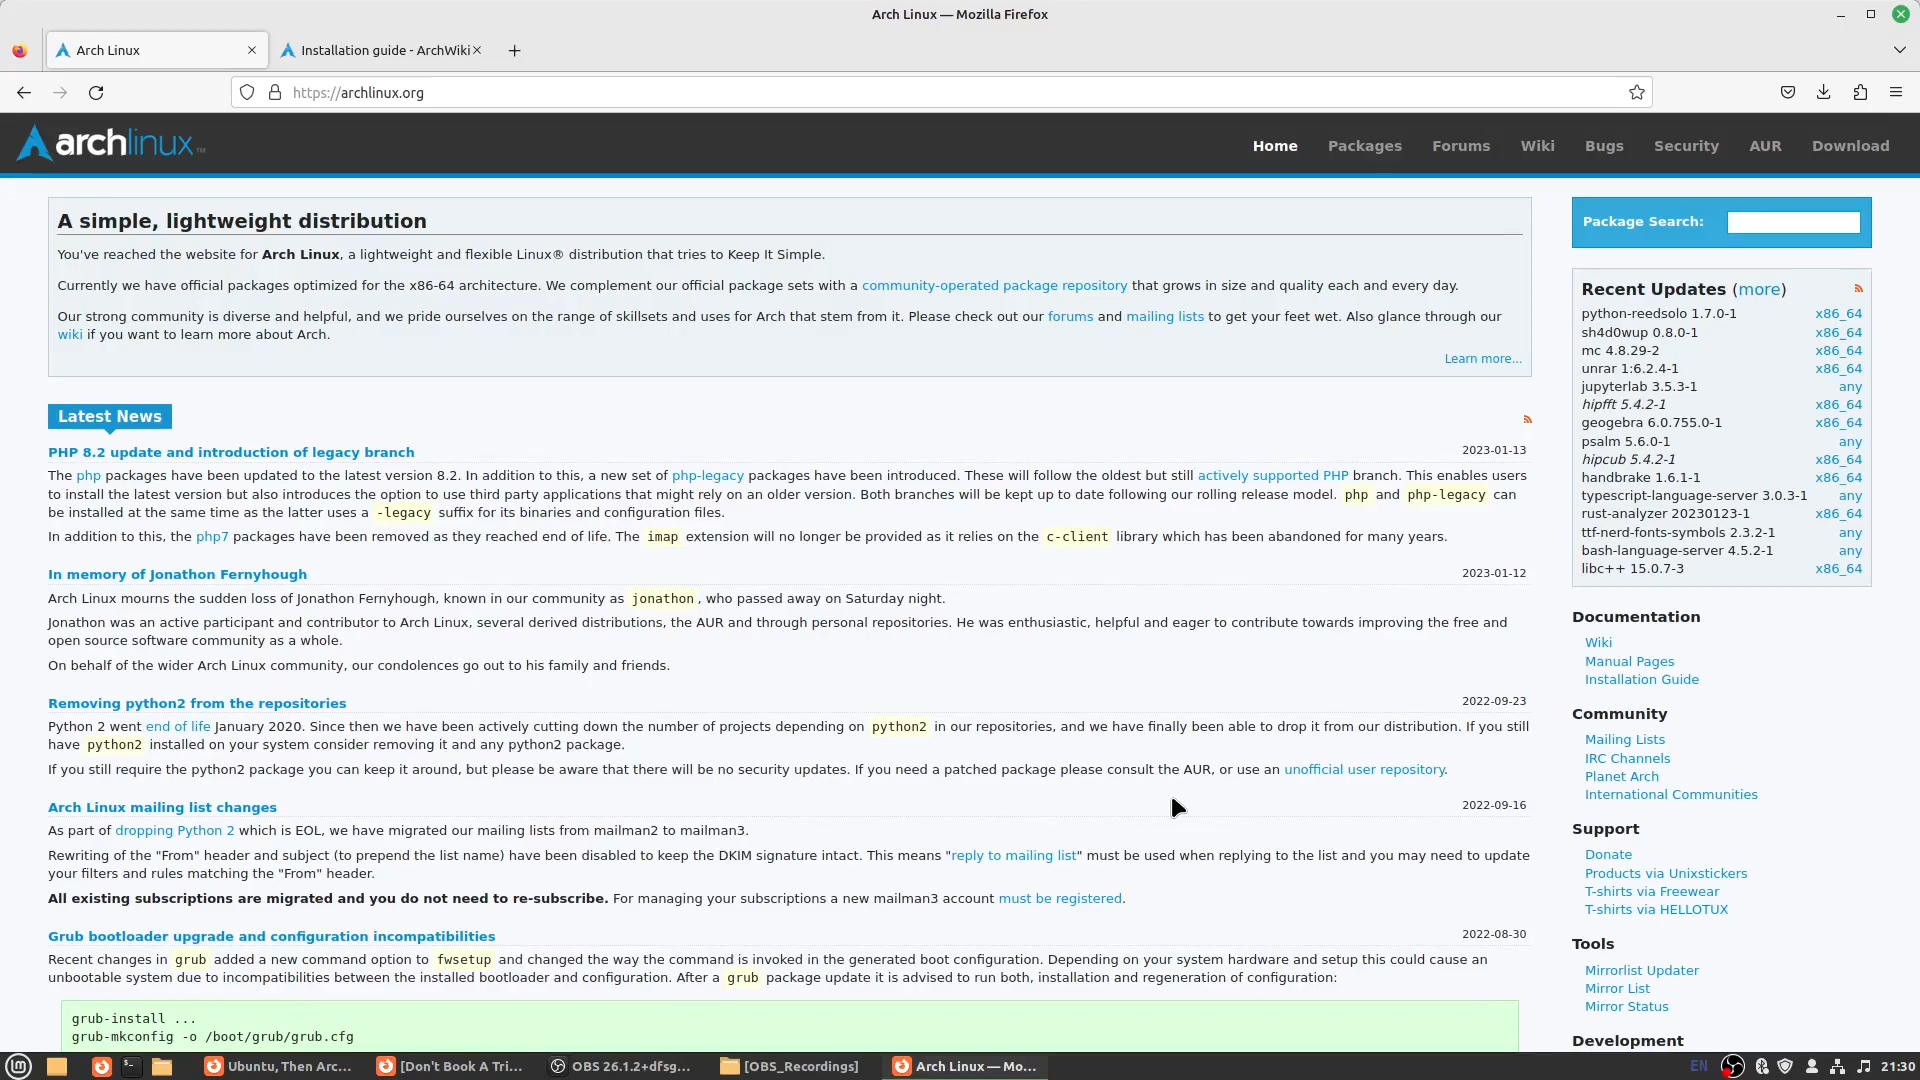 Arch Linux — Mozilla Firefox
Arch Linux
Installation guide - ArchWiki
https://archlinux.org
archlinux™
Home Packages Forums Wiki Bugs Security AUR Download
A simple, lightweight distribution
You've reached the website for Arch Linux, a lightweight and flexible Linux® distribution that tries to Keep It Simple.
Currently we have official packages optimized for the x86-64 architecture. We complement our official package sets with a community-operated package repository that grows in size and quality each and every day.
Our strong community is diverse and helpful, and we pride ourselves on the range of skillsets and uses for Arch that stem from it. Please check out our forums and mailing lists to get your feet wet. Also glance through our
wiki if you want to learn more about Arch.
Learn more...
Latest News
PHP 8.2 update and introduction of legacy branch 2023-01-13
The php packages have been updated to the latest version 8.2. In addition to this, a new set of php-legacy packages have been introduced. These will follow the oldest but still actively supported PHP branch. This enables users
to install the latest version but also introduces the option to use third party applications that might rely on an older version. Both branches will be kept up to date following our rolling release model. php and php-legacy can
be installed at the same time as the latter uses a -legacy suffix for its binaries and configuration files.
In addition to this, the php7 packages have been removed as they reached end of life. The imap extension will no longer be provided as it relies on the c-client library which has been abandoned for many years.
In memory of Jonathon Fernyhough 2023-01-12
Arch Linux mourns the sudden loss of Jonathon Fernyhough, known in our community as jonathon, who passed away on Saturday night.
Jonathon was an active participant and contributor to Arch Linux, several derived distributions, the AUR and through personal repositories. He was enthusiastic, helpful and eager to contribute towards improving the free and
open source software community as a whole.
On behalf of the wider Arch Linux community, our condolences go out to his family and friends.
Removing python2 from the repositories 2022-09-23
Python 2 went end of life January 2020. Since then we have been actively cutting down the number of projects depending on python2 in our repositories, and we have finally been able to drop it from our distribution. If you still
have python2 installed on your system consider removing it and any python2 package.
If you still require the python2 package you can keep it around, but please be aware that there will be no security updates. If you need a patched package please consult the AUR, or use an unofficial user repository.
Arch Linux mailing list changes 2022-09-16
As part of dropping Python 2 which is EOL, we have migrated our mailing lists from mailman2 to mailman3.
Rewriting of the "From" header and subject (to prepend the list name) have been disabled to keep the DKIM signature intact. This means "reply to mailing list" must be used when replying to the list and you may need to update
your filters and rules matching the "From" header.
All existing subscriptions are migrated and you do not need to re-subscribe. For managing your subscriptions a new mailman3 account must be registered.
Grub bootloader upgrade and configuration incompatibilities 2022-08-30
Recent changes in grub added a new command option to fwsetup and changed the way the command is invoked in the generated boot configuration. Depending on your system hardware and setup this could cause an
unbootable system due to incompatibilities between the installed bootloader and configuration. After a grub package update it is advised to run both, installation and regeneration of configuration:
grub-install ...
grub-mkconfig -o /boot/grub/grub.cfg
Package Search:
Recent Updates (more)
python-reedsolo 1.7.0-1 x86_64
sh4d0wup 0.8.0-1 x86_64
mc 4.8.29-2 x86_64
unrar 1:6.2.4-1 x86_64
jupyterlab 3.5.3-1 any
hipfft 5.4.2-1 x86_64
geogebra 6.0.755.0-1 x86_64
psalm 5.6.0-1 any
hipcub 5.4.2-1 x86_64
handbrake 1.6.1-1 x86_64
typescript-language-server 3.0.3-1 any
rust-analyzer 20230123-1 x86_64
ttf-nerd-fonts-symbols 2.3.2-1 any
bash-language-server 4.5.2-1 any
libc++ 15.0.7-3 x86_64
Documentation
Wiki
Manual Pages
Installation Guide
Community
Mailing Lists
IRC Channels
Planet Arch
International Communities
Support
Donate
Products via Unixstickers
T-shirts via Freewear
T-shirts via HELLOTUX
Tools
Mirrorlist Updater
Mirror List
Mirror Status
Development
Ubuntu, Then Arc... [Don't Book A Tri... OBS 26.1.2+dfsg... [OBS_Recordings] Arch Linux — Mo... EN 21:30